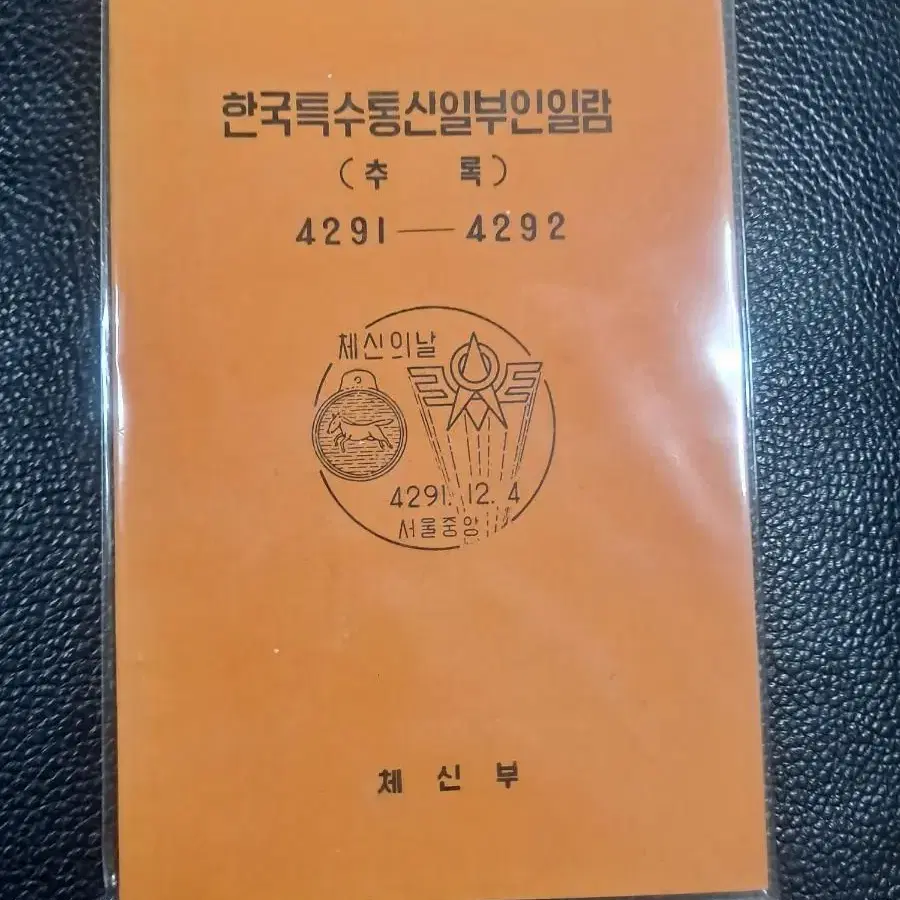 한국특수통신일부인일람
(추 록)
4291—4292
체신의날
4291. 12. 4
서울중앙
체 신 부